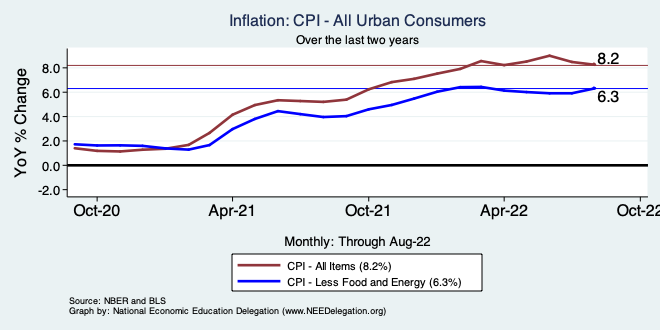 Inflation: CPI - All Urban Consumers
Over the last two years
YoY % Change
8.0
6.0
4.0
2.0
0.0
-2.0
8.2
6.3
Oct-20 Apr-21 Oct-21 Apr-22 Oct-22
Monthly: Through Aug-22
CPI - All Items (8.2%)
CPI - Less Food and Energy (6.3%)
Source: NBER and BLS
Graph by: National Economic Education Delegation (www.NEEDelegation.org)